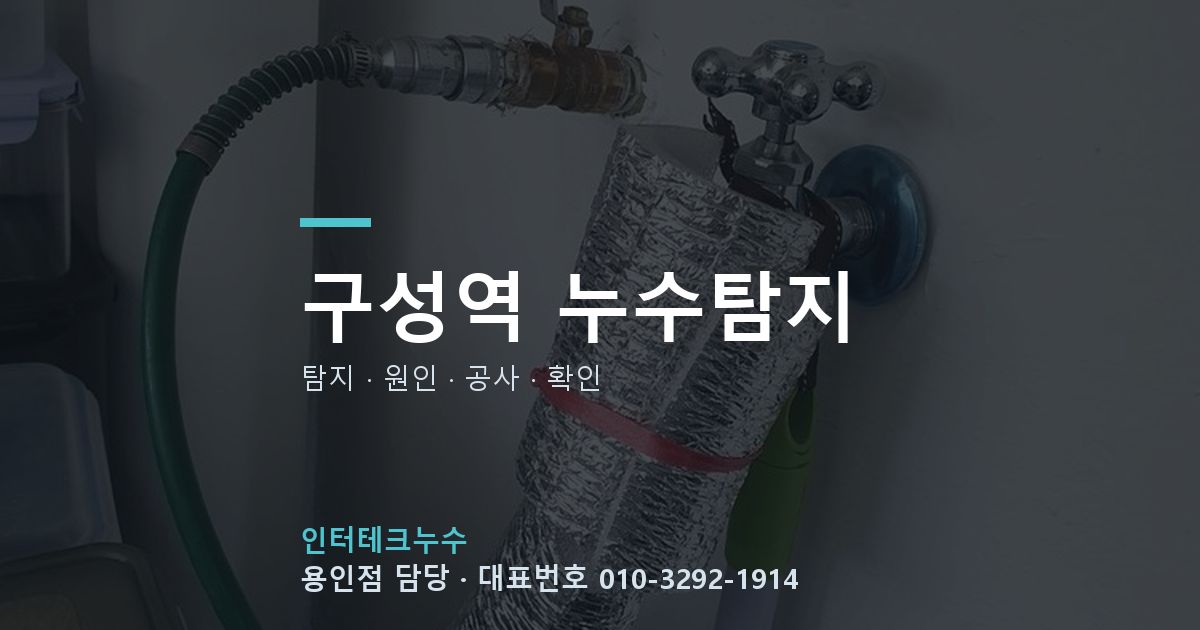 구성역 누수탐지
탐지 · 원인 · 공사 · 확인
인터테크누수
용인점 담당 · 대표번호 010-3292-1914